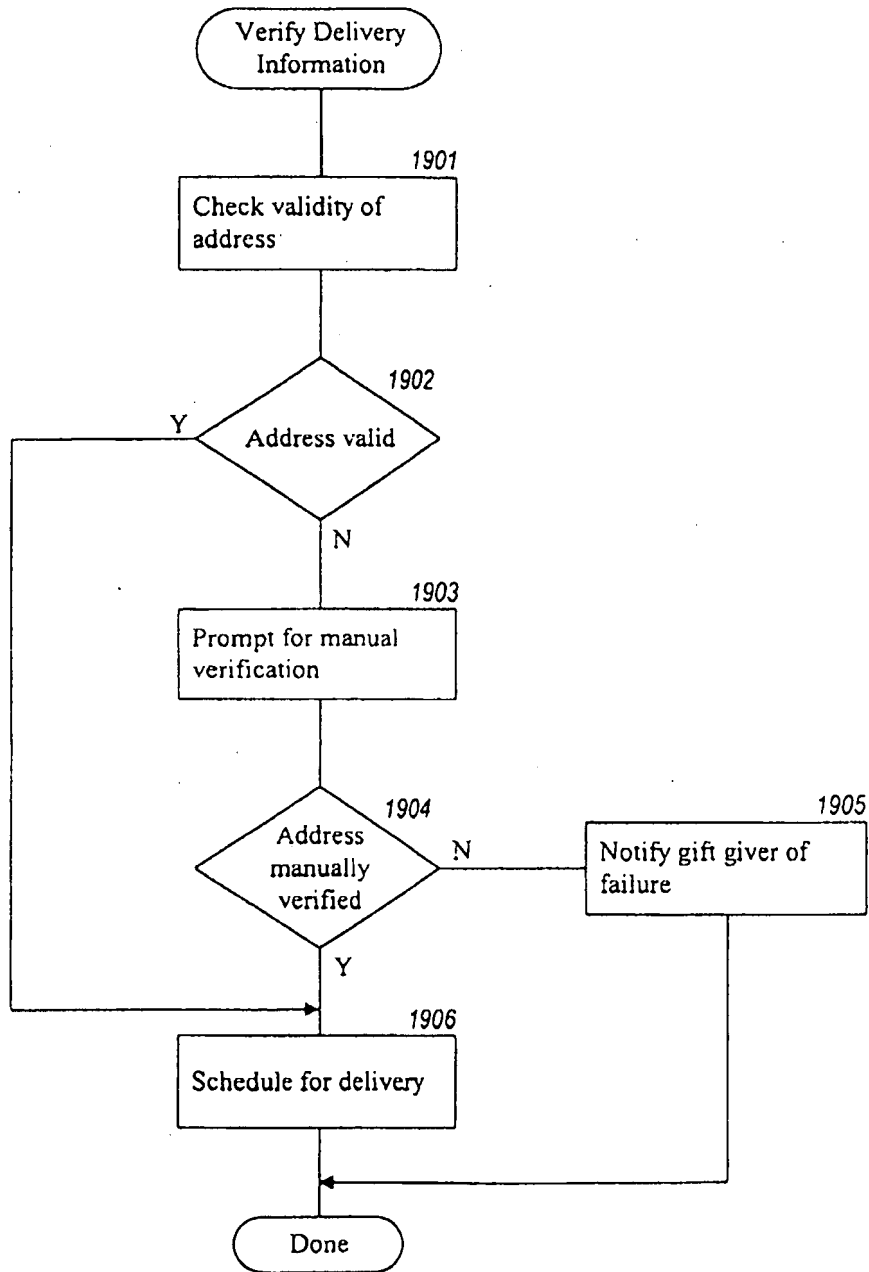 Verify Delivery
Information
1901
Check validity of
address
1902
Y
Address valid
N
1903
Prompt for manual
verification
1904
Address
manually
verified
N
1905
Notify gift giver of
failure
Y
1906
Schedule for delivery
Done